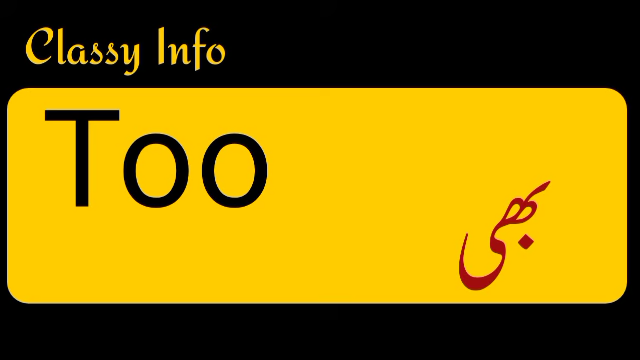 Classy Info
Too
بھی